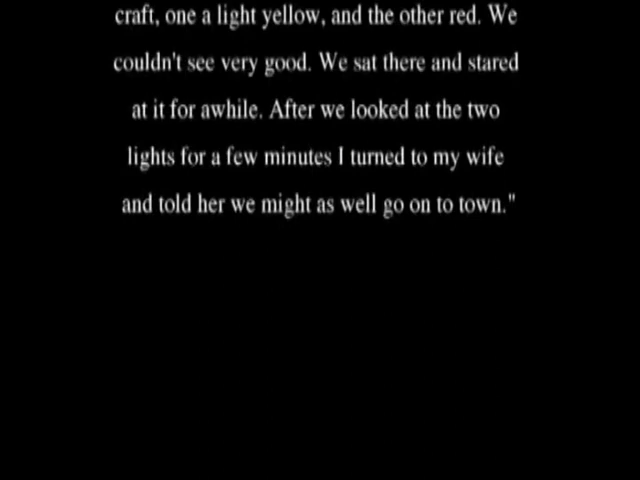 craft, one a light yellow, and the other red. We
couldn't see very good. We sat there and stared
at it for awhile. After we looked at the two
lights for a few minutes I turned to my wife
and told her we might as well go on to town."